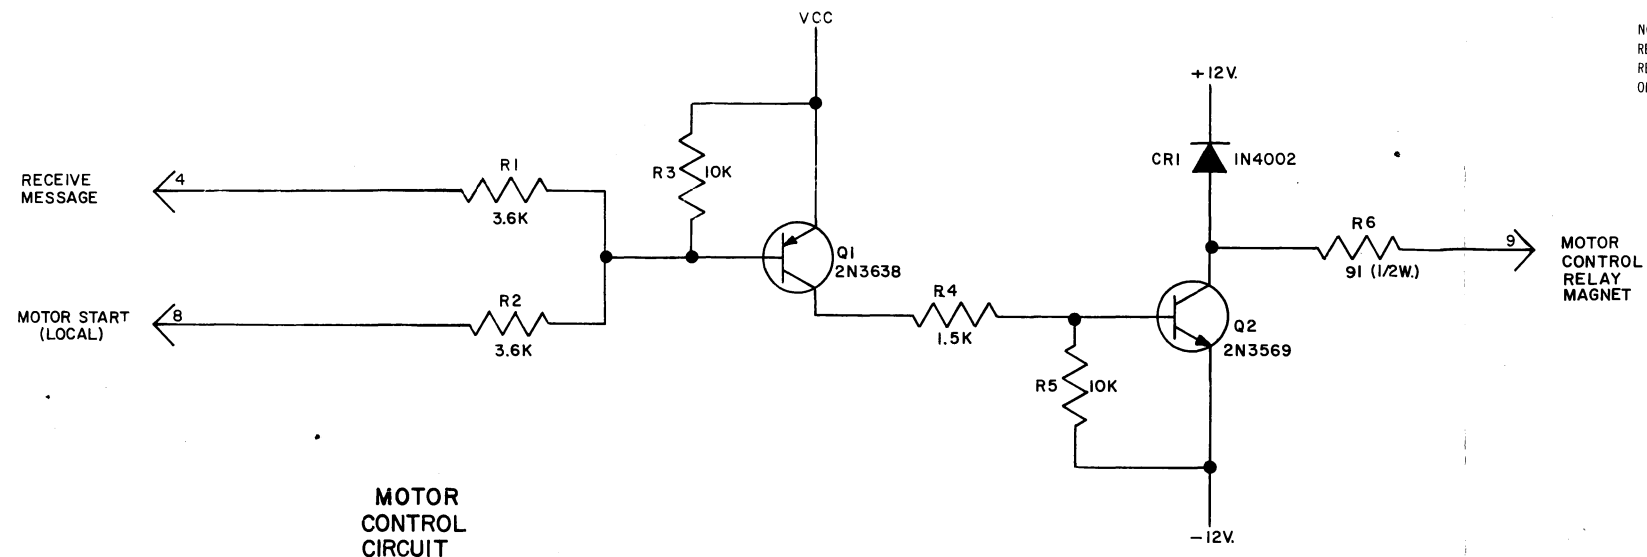 VCC
+12V.
CR1
1N4002
RECEIVE
MESSAGE
4
R1
3.6K
R3
10K
Q1
2N3638
R6
91 (1/2W.)
9
MOTOR
CONTROL
RELAY
MAGNET
MOTOR START
(LOCAL)
8
R2
3.6K
R4
1.5K
Q2
2N3569
R5
10K
-12V.
MOTOR
CONTROL
CIRCUIT